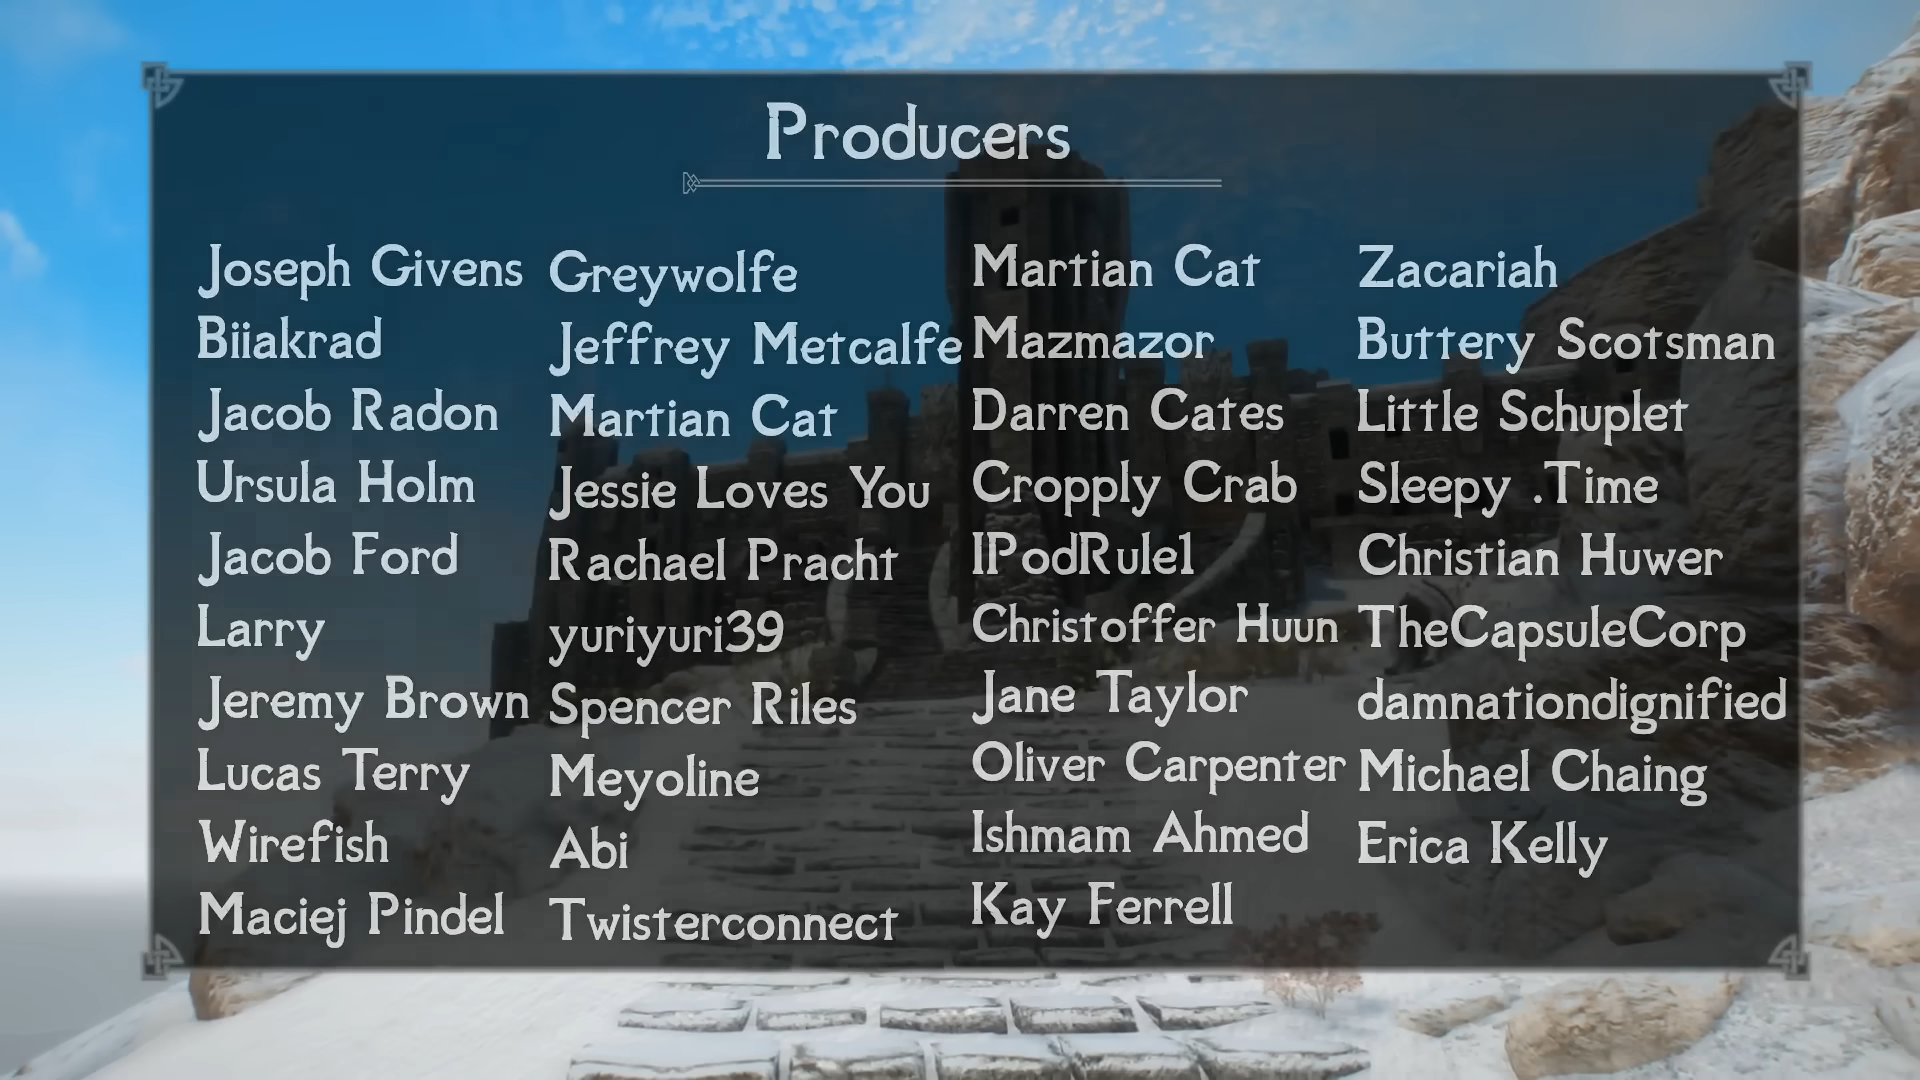 Producers
Joseph Givens
Biiakrad
Jacob Radon
Ursula Holm
Jacob Ford
Larry
Jeremy Brown
Lucas Terry
Wirefish
Maciej Pindel
Greywolfe
Jeffrey Metcalfe
Martian Cat
Jessie Loves You
Rachael Pracht
yuriyuri39
Spencer Riles
Meyoline
Abi
Twisterconnect
Martian Cat
Mazmazor
Darren Cates
Cropply Crab
IPodRule1
Christoffer Huun
Jane Taylor
Oliver Carpenter
Ishmam Ahmed
Kay Ferrell
Zacariah
Buttery Scotsman
Little Schuplet
Sleepy .Time
Christian Huwer
TheCapsuleCorp
damnationdignified
Michael Chaing
Erica Kelly